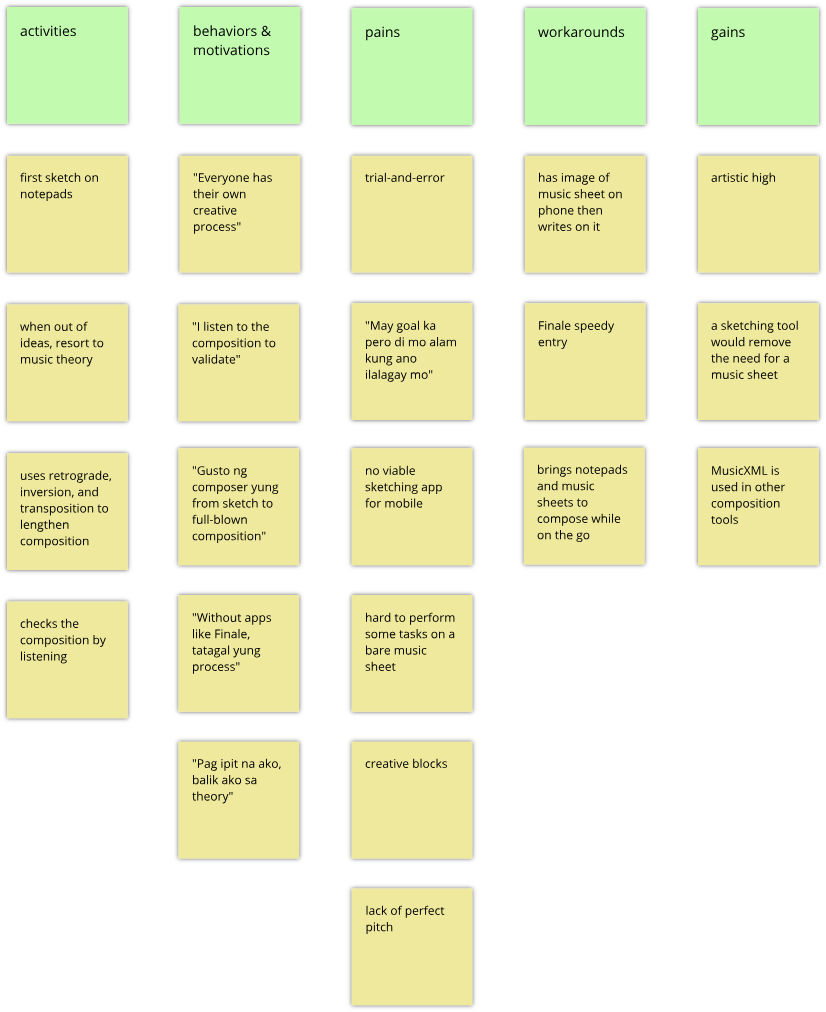 activities
first sketch on
notepads
when out of
ideas, resort to
music theory
uses retrograde,
inversion, and
transposition to
lengthen
composition
checks the
composition by
listening
behaviors &
motivations
"Everyone has
their own
creative
process"
"I listen to the
composition to
validate"
"Gusto ng
composer yung
from sketch to
full-blown
composition"
"Without apps
like Finale,
tatagal yung
process"
"Pag ipit na ako,
balik ako sa
theory"
pains
trial-and-error
"May goal ka
pero di mo alam
kung ano
ilalagay mo"
no viable
sketching app
for mobile
hard to perform
some tasks on a
bare music
sheet
creative blocks
lack of perfect
pitch
workarounds
has image of
music sheet on
phone then
writes on it
Finale speedy
entry
brings notepads
and music
sheets to
compose while
on the go
gains
artistic high
a sketching tool
would remove
the need for a
music sheet
MusicXML is
used in other
composition
tools